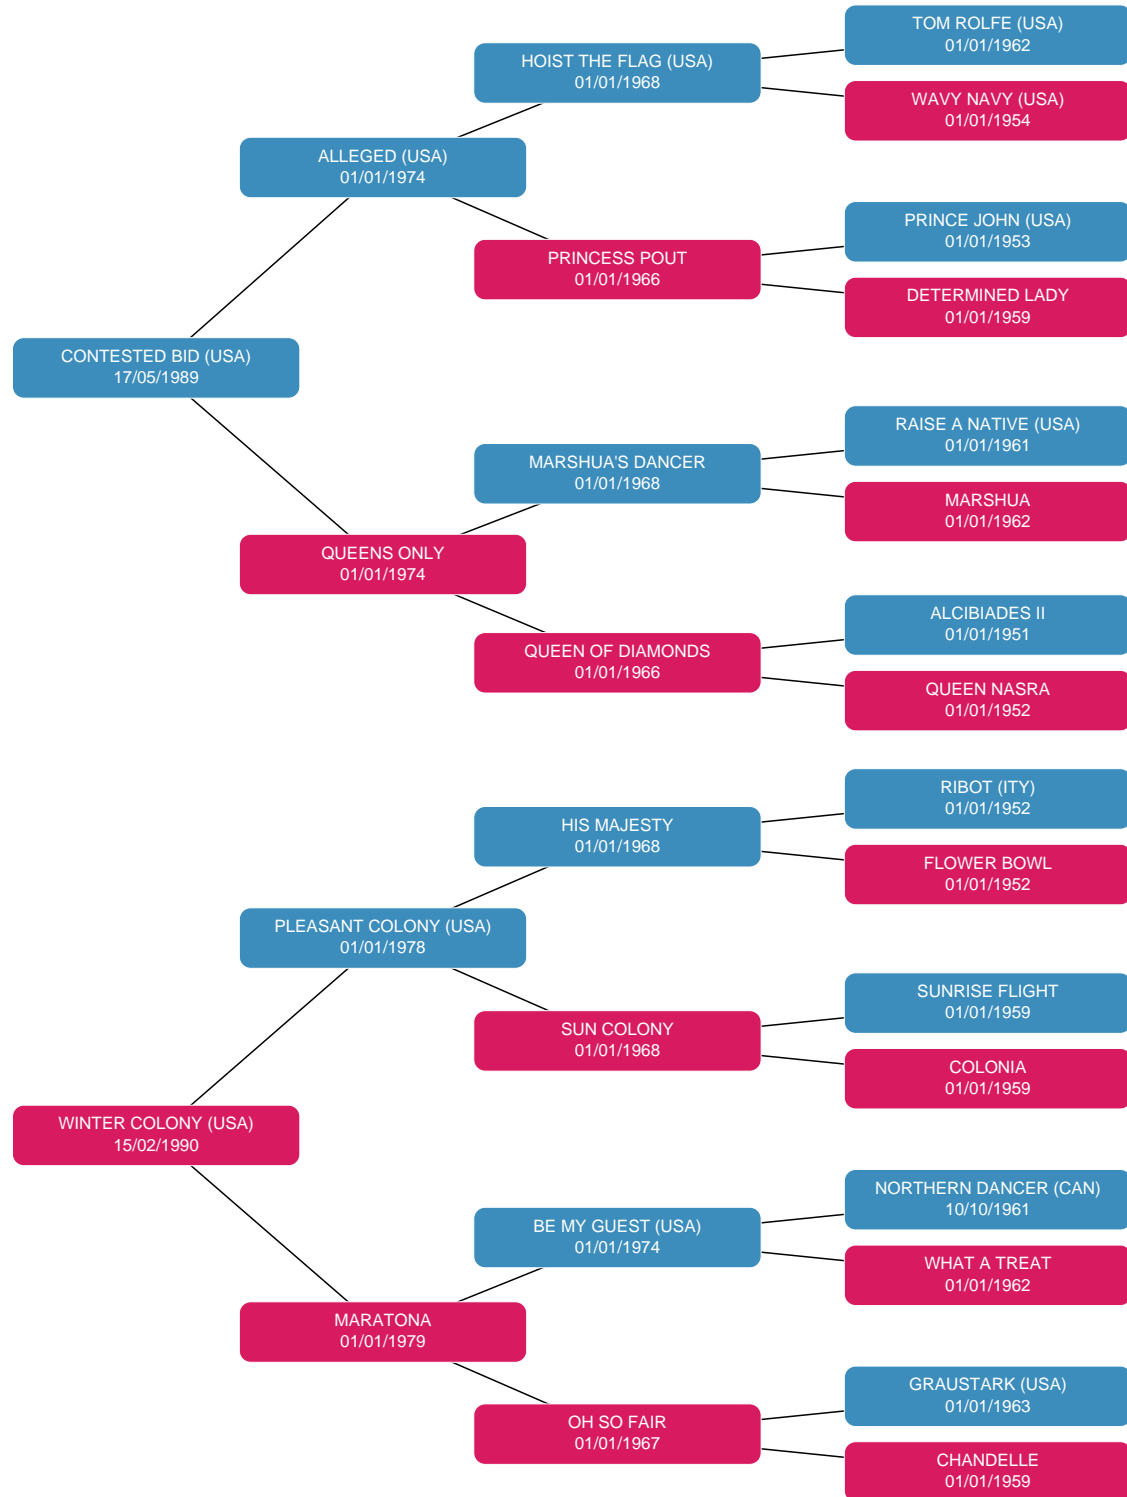 TOM ROLFE (USA)
01/01/1962
HOIST THE FLAG (USA)
01/01/1968
WAVY NAVY (USA)
01/01/1954
ALLEGED (USA)
01/01/1974
PRINCE JOHN (USA)
01/01/1953
PRINCESS POUT
01/01/1966
DETERMINED LADY
01/01/1959
CONTESTED BID (USA)
17/05/1989
RAISE A NATIVE (USA)
01/01/1961
MARSHUA'S DANCER
01/01/1968
MARSHUA
01/01/1962
QUEENS ONLY
01/01/1974
ALCIBIADES II
01/01/1951
QUEEN OF DIAMONDS
01/01/1966
QUEEN NASRA
01/01/1952
RIBOT (ITY)
01/01/1952
HIS MAJESTY
01/01/1968
FLOWER BOWL
01/01/1952
PLEASANT COLONY (USA)
01/01/1978
SUNRISE FLIGHT
01/01/1959
SUN COLONY
01/01/1968
COLONIA
01/01/1959
WINTER COLONY (USA)
15/02/1990
NORTHERN DANCER (CAN)
10/10/1961
BE MY GUEST (USA)
01/01/1974
WHAT A TREAT
01/01/1962
MARATONA
01/01/1979
GRAUSTARK (USA)
01/01/1963
OH SO FAIR
01/01/1967
CHANDELLE
01/01/1959